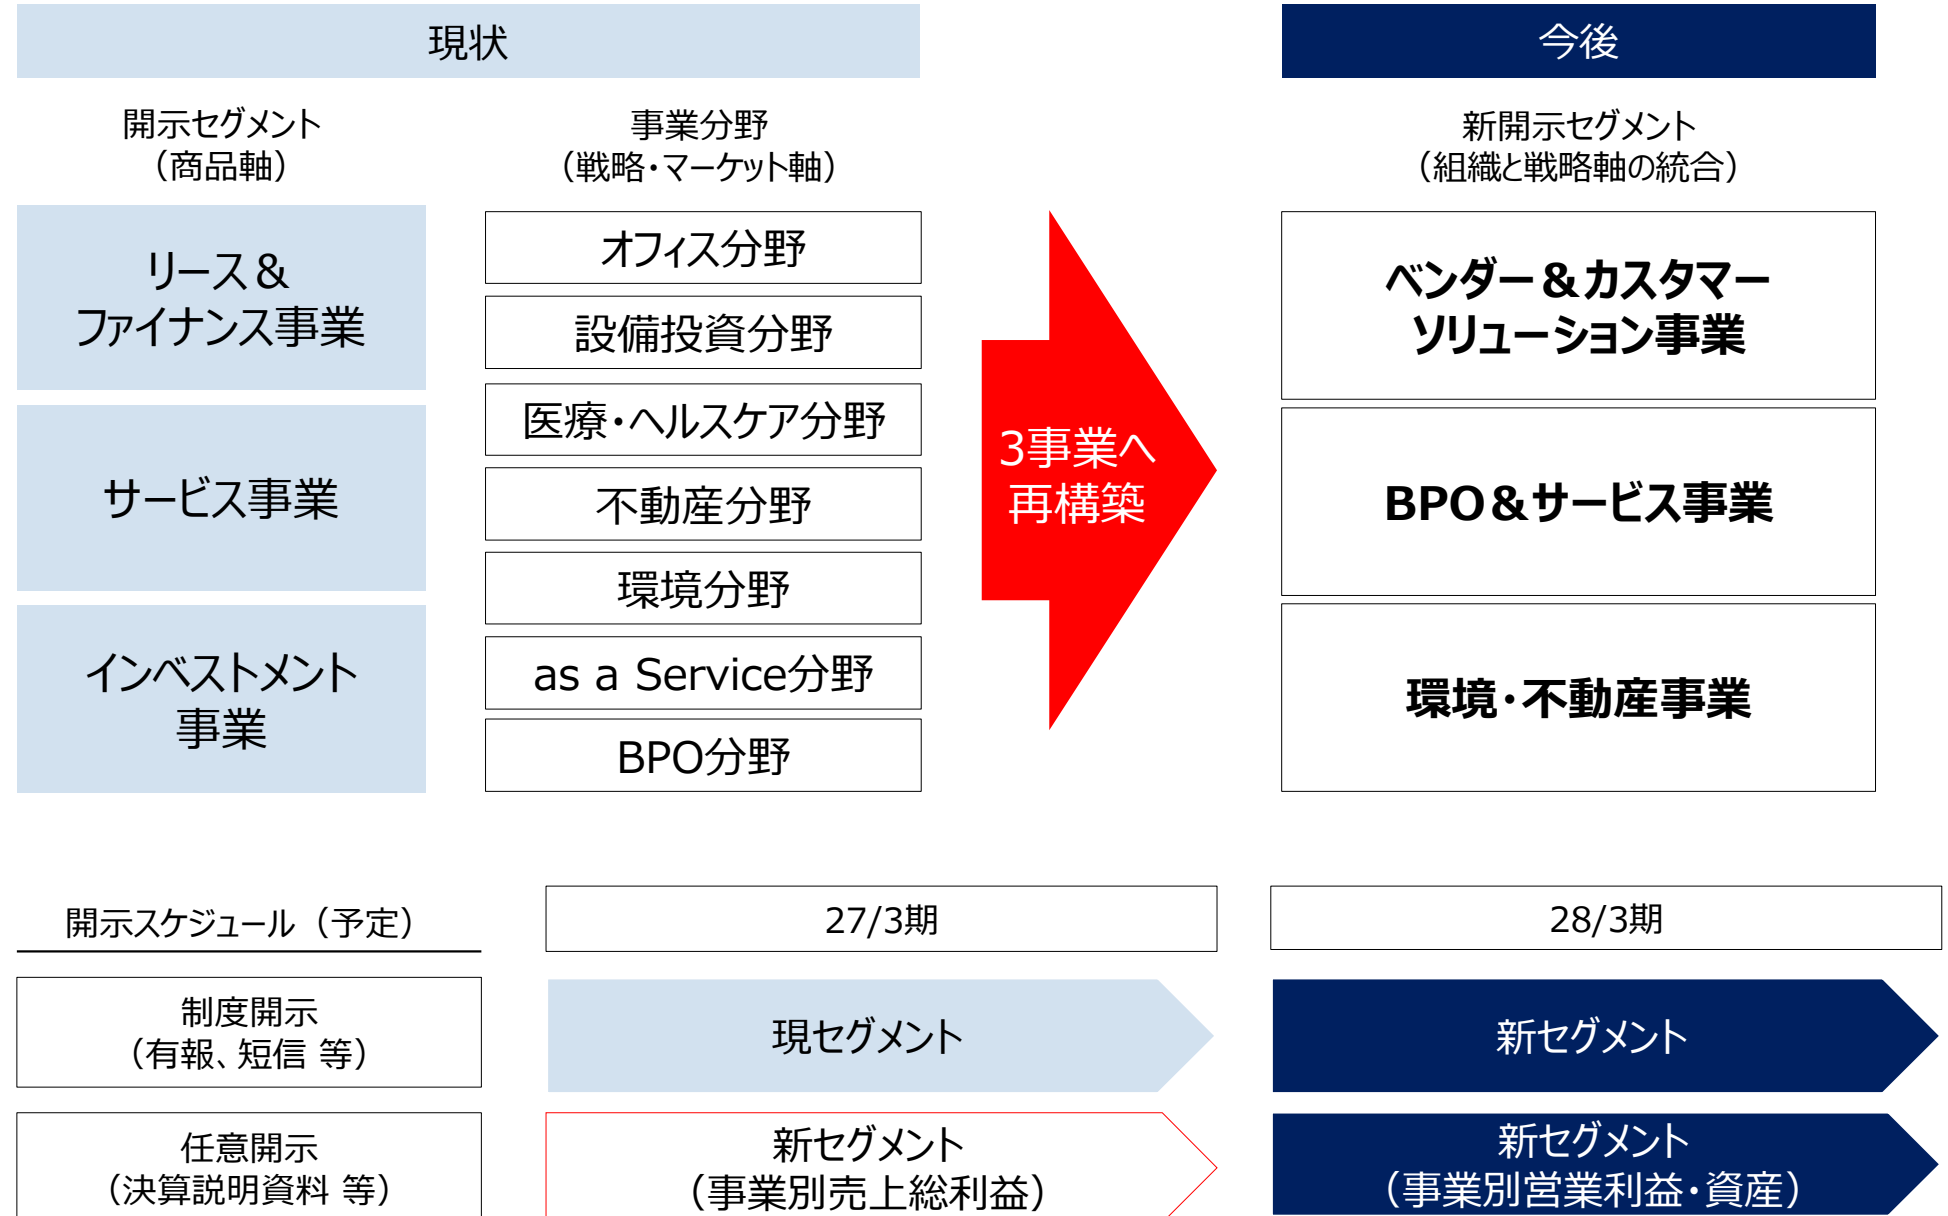 現状
今後
開示セグメント
（商品軸）
事業分野
（戦略・マーケット軸）
新開示セグメント
（組織と戦略軸の統合）
リース＆
ファイナンス事業
サービス事業
インベストメント
事業
オフィス分野
設備投資分野
医療・ヘルスケア分野
不動産分野
環境分野
as a Service分野
BPO分野
3事業へ
再構築
ベンダー＆カスタマー
ソリューション事業
BPO＆サービス事業
環境・不動産事業
開示スケジュール（予定）
27/3期
28/3期
制度開示
（有報、短信 等）
現セグメント
新セグメント
任意開示
（決算説明資料 等）
新セグメント
（事業別売上総利益）
新セグメント
（事業別営業利益・資産）